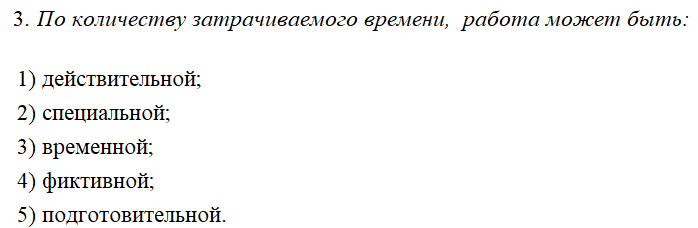 3. По количеству затрачиваемого времени, работа может быть:
1) действительной;
2) специальной;
3) временной;
4) фиктивной;
5) подготовительной.